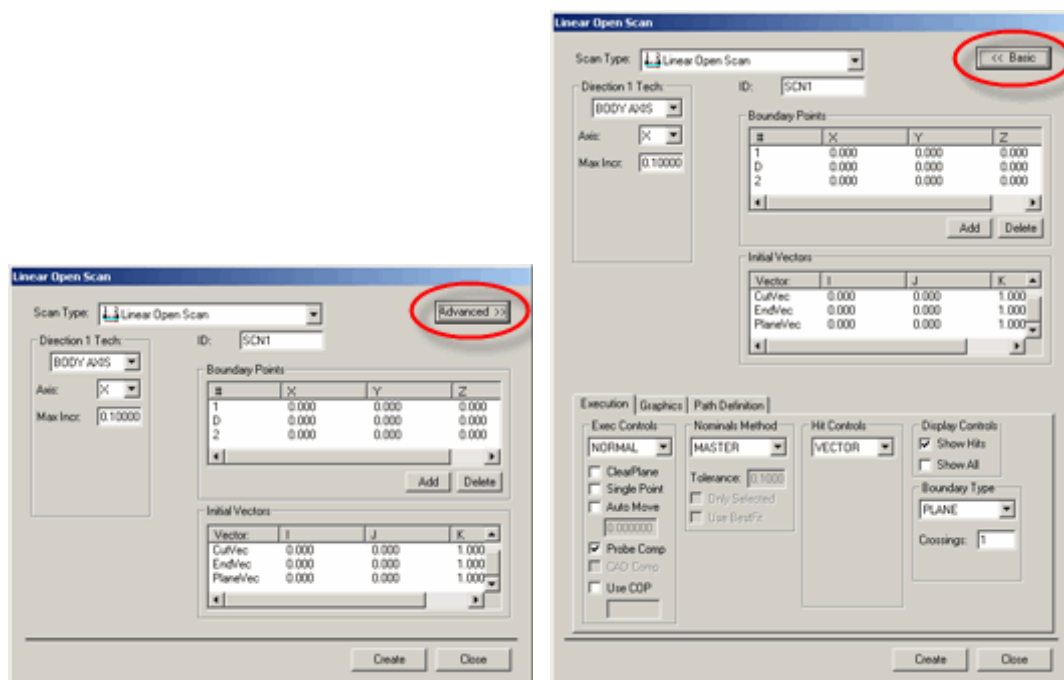 Linear Open Scan
Scan Type: Linear Open Scan
Advanced >>
Direction 1 Tech:
BODY AXIS
Axis: X
Max Incr: 0.10000
ID: SCN1
Boundary Points
# X Y Z
1 0.000 0.000 0.000
D 0.000 0.000 0.000
2 0.000 0.000 0.000
Add Delete
Initial Vectors
Vector: I J K
CutVec 0.000 0.000 1.000
EndVec 0.000 0.000 1.000
PlaneVec 0.000 0.000 1.000
Create Close
Linear Open Scan
Scan Type: Linear Open Scan
<< Basic
Direction 1 Tech:
BODY AXIS
Axis: X
Max Incr: 0.10000
ID: SCN1
Boundary Points
# X Y Z
1 0.000 0.000 0.000
D 0.000 0.000 0.000
2 0.000 0.000 0.000
Add Delete
Initial Vectors
Vector: I J K
CutVec 0.000 0.000 1.000
EndVec 0.000 0.000 1.000
PlaneVec 0.000 0.000 1.000
Execution Graphics Path Definition
Exec Controls
NORMAL
ClearPlane
Single Point
Auto Move
0.000000
Probe Comp
CAD Comp
Use COP
Nominals Method
MASTER
Tolerance: 0.1000
Only Selected
Use BestFit
Hit Controls
VECTOR
Display Controls
Show Hits
Show All
Boundary Type
PLANE
Crossings: 1
Create Close